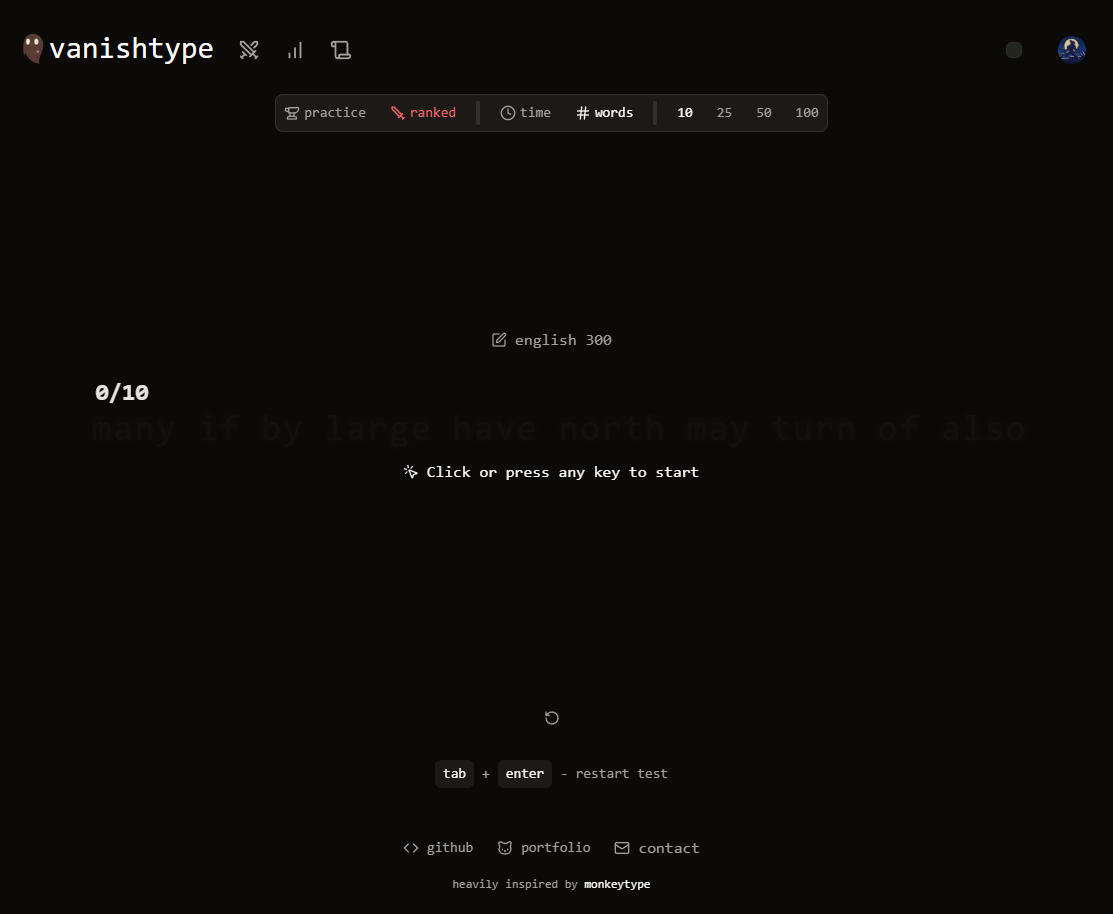 vanishtype
practice ranked time # words 10 25 50 100
english 300
0/10
many if by large have north may turn of also
Click or press any key to start
tab + enter - restart test
github portfolio contact
heavily inspired by monkeytype